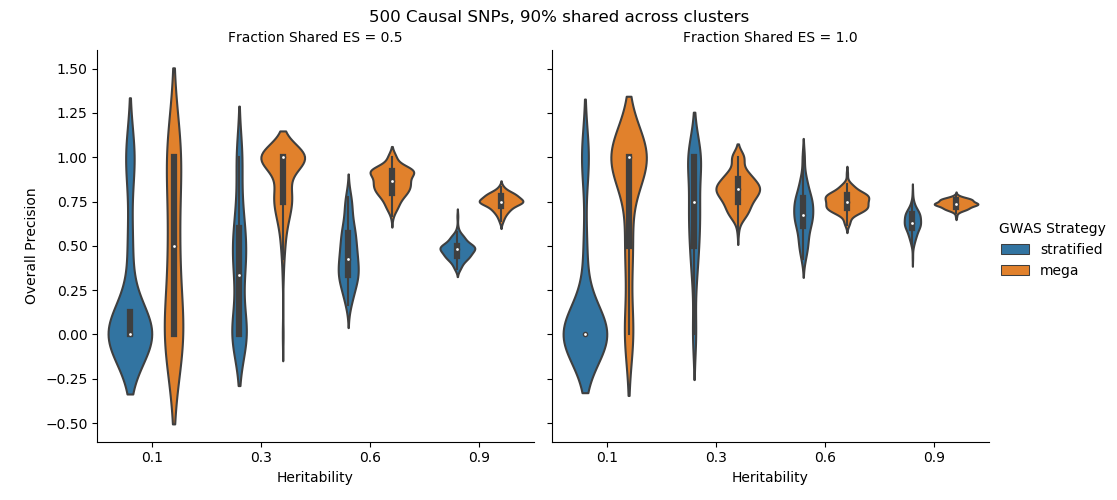 500 Causal SNPs, 90% shared across clusters
Fraction Shared ES = 0.5
Fraction Shared ES = 1.0
1.50
1.25
1.00
0.75
0.50
0.25
0.00
−0.25
−0.50
Overall Precision
0.1 0.3 0.6 0.9
Heritability
0.1 0.3 0.6 0.9
Heritability
GWAS Strategy
stratified
mega